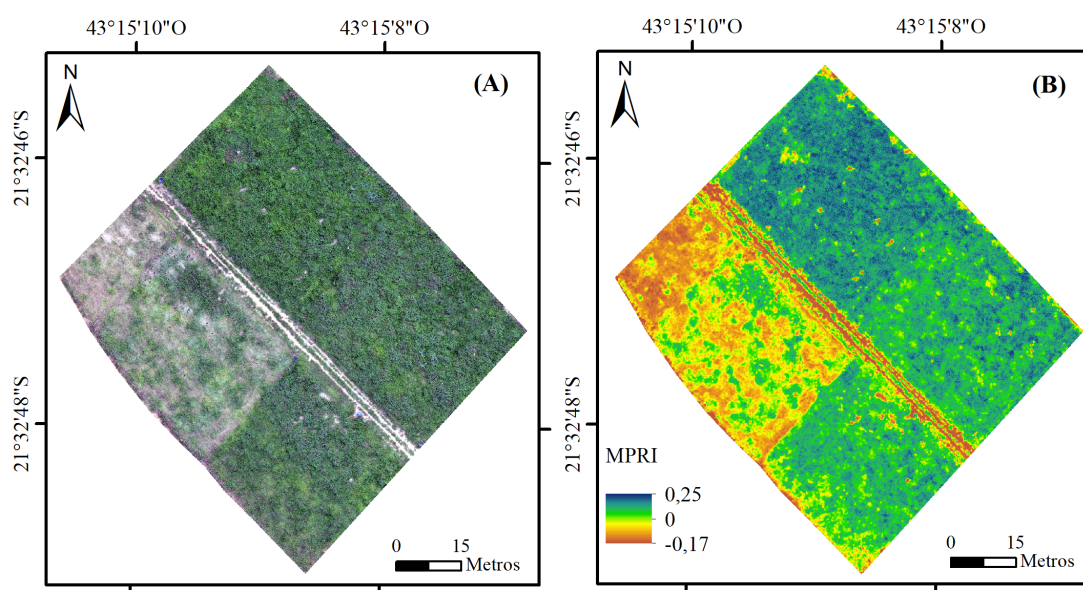 43°15'10"O 43°15'8"O 43°15'10"O 43°15'8"O
N (A) N (B)
21°32'46"S 21°32'46"S
21°32'48"S 21°32'48"S
MPRI
0,25
0
-0,17
0 15 0 15
Metros Metros